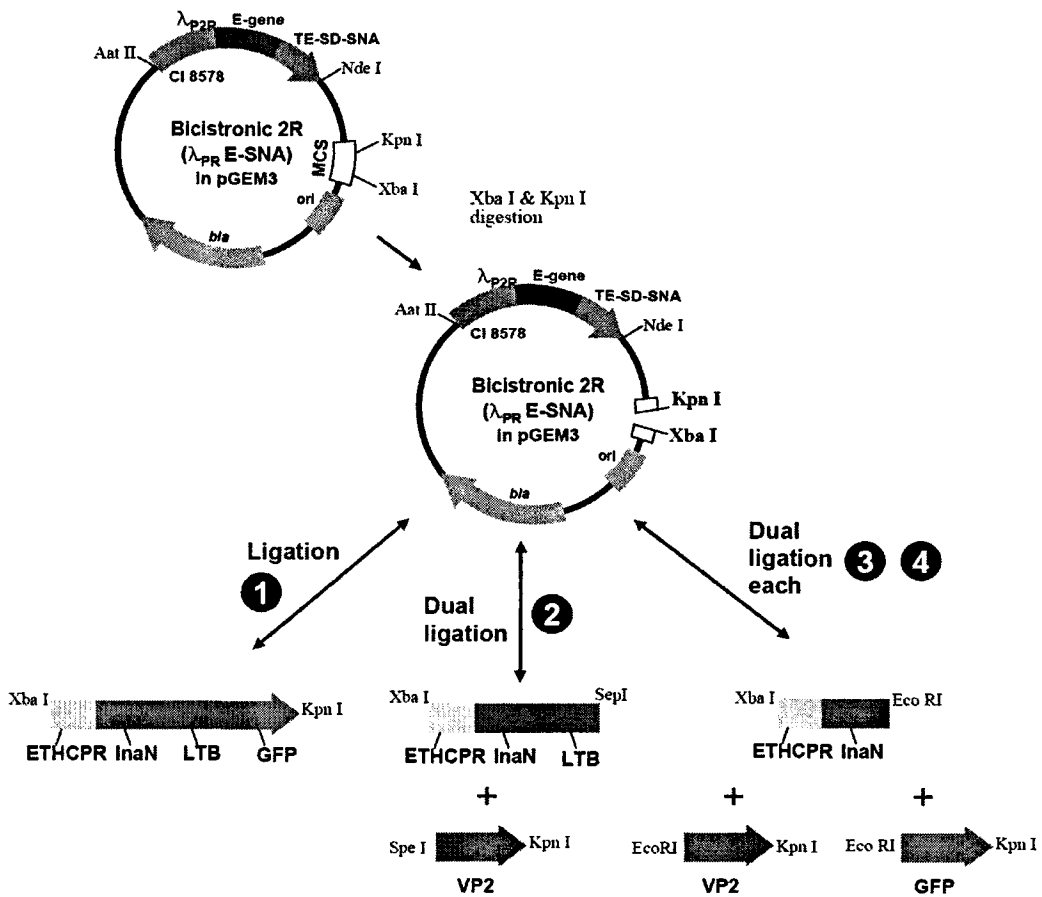 λP2R
E-gene
TE-SD-SNA
Aat II
CI 8578
Nde I
Bicistronic 2R
(λPR E-SNA)
in pGEM3
MCS
Kpn I
Xba I
ori
bla
Xba I & Kpn I
digestion
λP2R
E-gene
TE-SD-SNA
Aat II
CI 8578
Nde I
Bicistronic 2R
(λPR E-SNA)
in pGEM3
Kpn I
Xba I
ori
bla
Ligation
1
Dual
ligation
2
Dual
ligation
each
3 4
Xba I
Kpn I
ETHCPR InaN LTB GFP
Xba I
SepI
ETHCPR InaN LTB
+
Spe I
Kpn I
VP2
Xba I
Eco RI
ETHCPR InaN
+ +
EcoRI
Kpn I
VP2
Eco RI
Kpn I
GFP